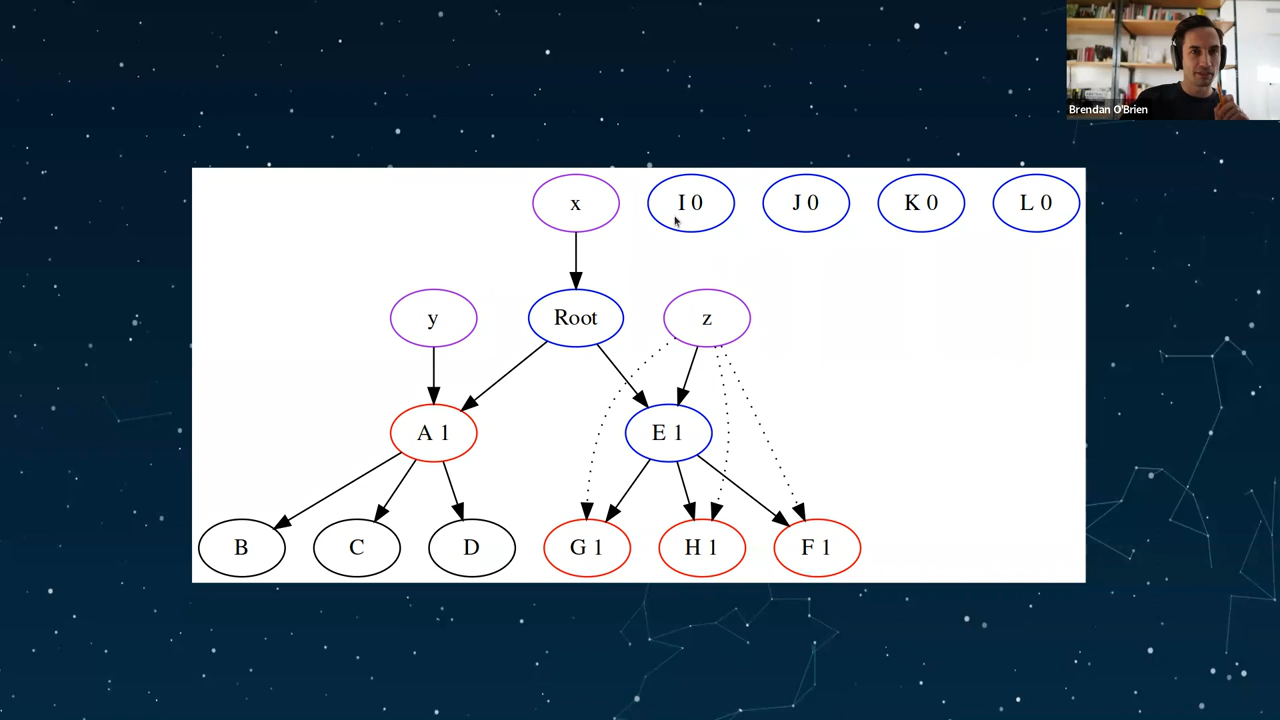 Brendan O'Brien
x
I 0
J 0
K 0
L 0
y
Root
z
A 1
E 1
B
C
D
G 1
H 1
F 1